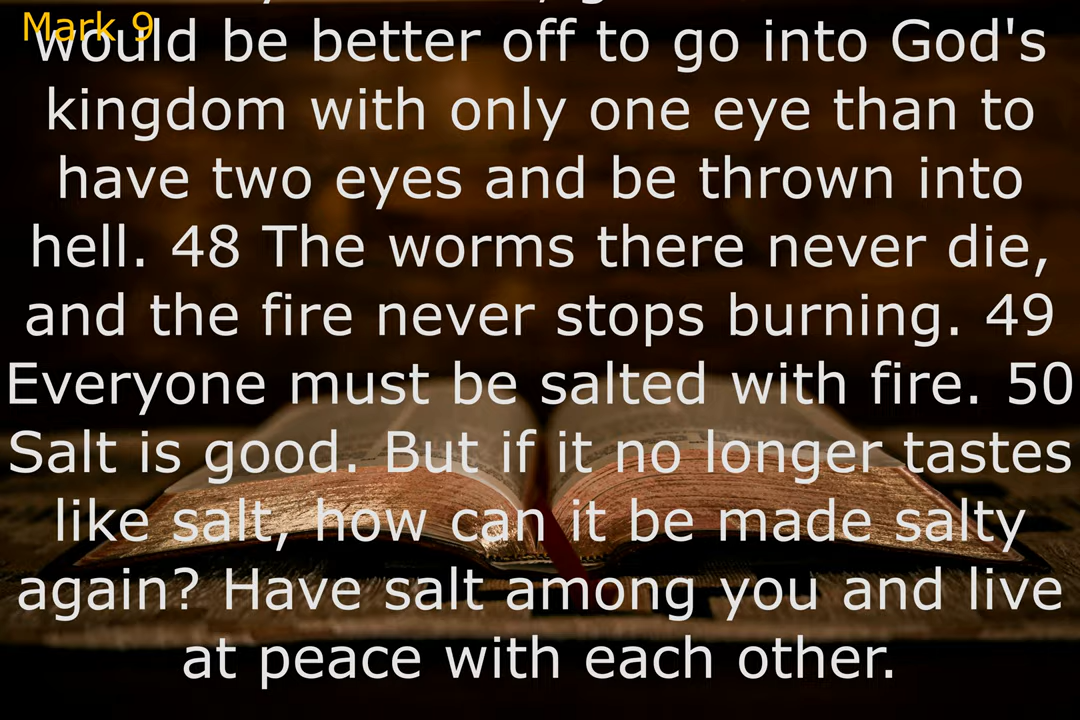 Mark 9
would be better off to go into God's
kingdom with only one eye than to
have two eyes and be thrown into
hell. 48 The worms there never die,
and the fire never stops burning. 49
Everyone must be salted with fire. 50
Salt is good. But if it no longer tastes
like salt, how can it be made salty
again? Have salt among you and live
at peace with each other.